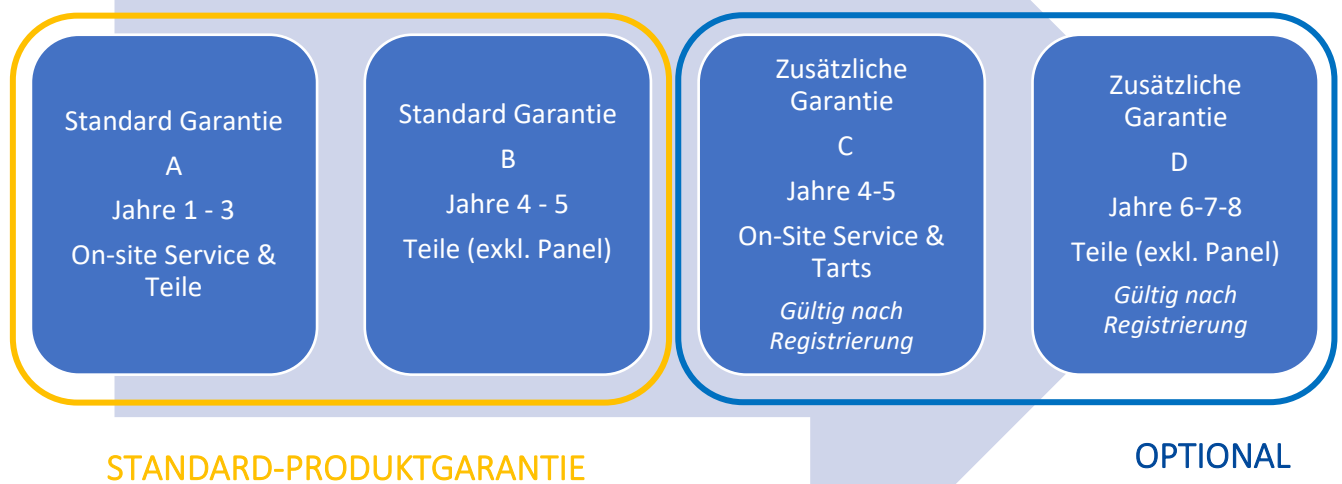 Standard Garantie
A
Jahre 1 - 3
On-site Service &
Teile
Standard Garantie
B
Jahre 4 - 5
Teile (exkl. Panel)
Zusätzliche
Garantie
C
Jahre 4-5
On-Site Service &
Tarts
Gültig nach
Registrierung
Zusätzliche
Garantie
D
Jahre 6-7-8
Teile (exkl. Panel)
Gültig nach
Registrierung
STANDARD-PRODUKTGARANTIE
OPTIONAL